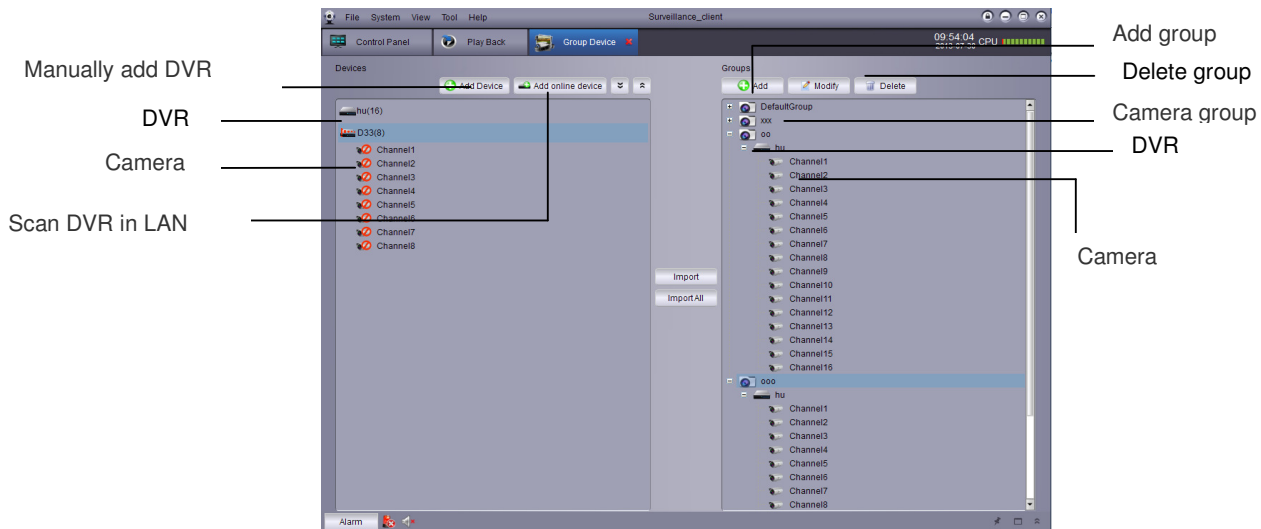 File System View Tool Help Surveillance_client
Control Panel Play Back Group Device 09:54:04 CPU
2013-07-30
Add group
Manually add DVR
Devices
Groups
Delete group
Add Device Add online device
Add Modify Delete
DVR
hu(16)
D33(8)
Channel1
Channel2
Channel3
Channel4
Channel5
Channel6
Channel7
Channel8
Camera
Scan DVR in LAN
Import
Import All
DefaultGroup
xxx
oo
hu
Channel1
Channel2
Channel3
Channel4
Channel5
Channel6
Channel7
Channel8
Channel9
Channel10
Channel11
Channel12
Channel13
Channel14
Channel15
Channel16
ooo
hu
Channel1
Channel2
Channel3
Channel4
Channel5
Channel6
Channel7
Channel8
Camera group
DVR
Camera
Alarm